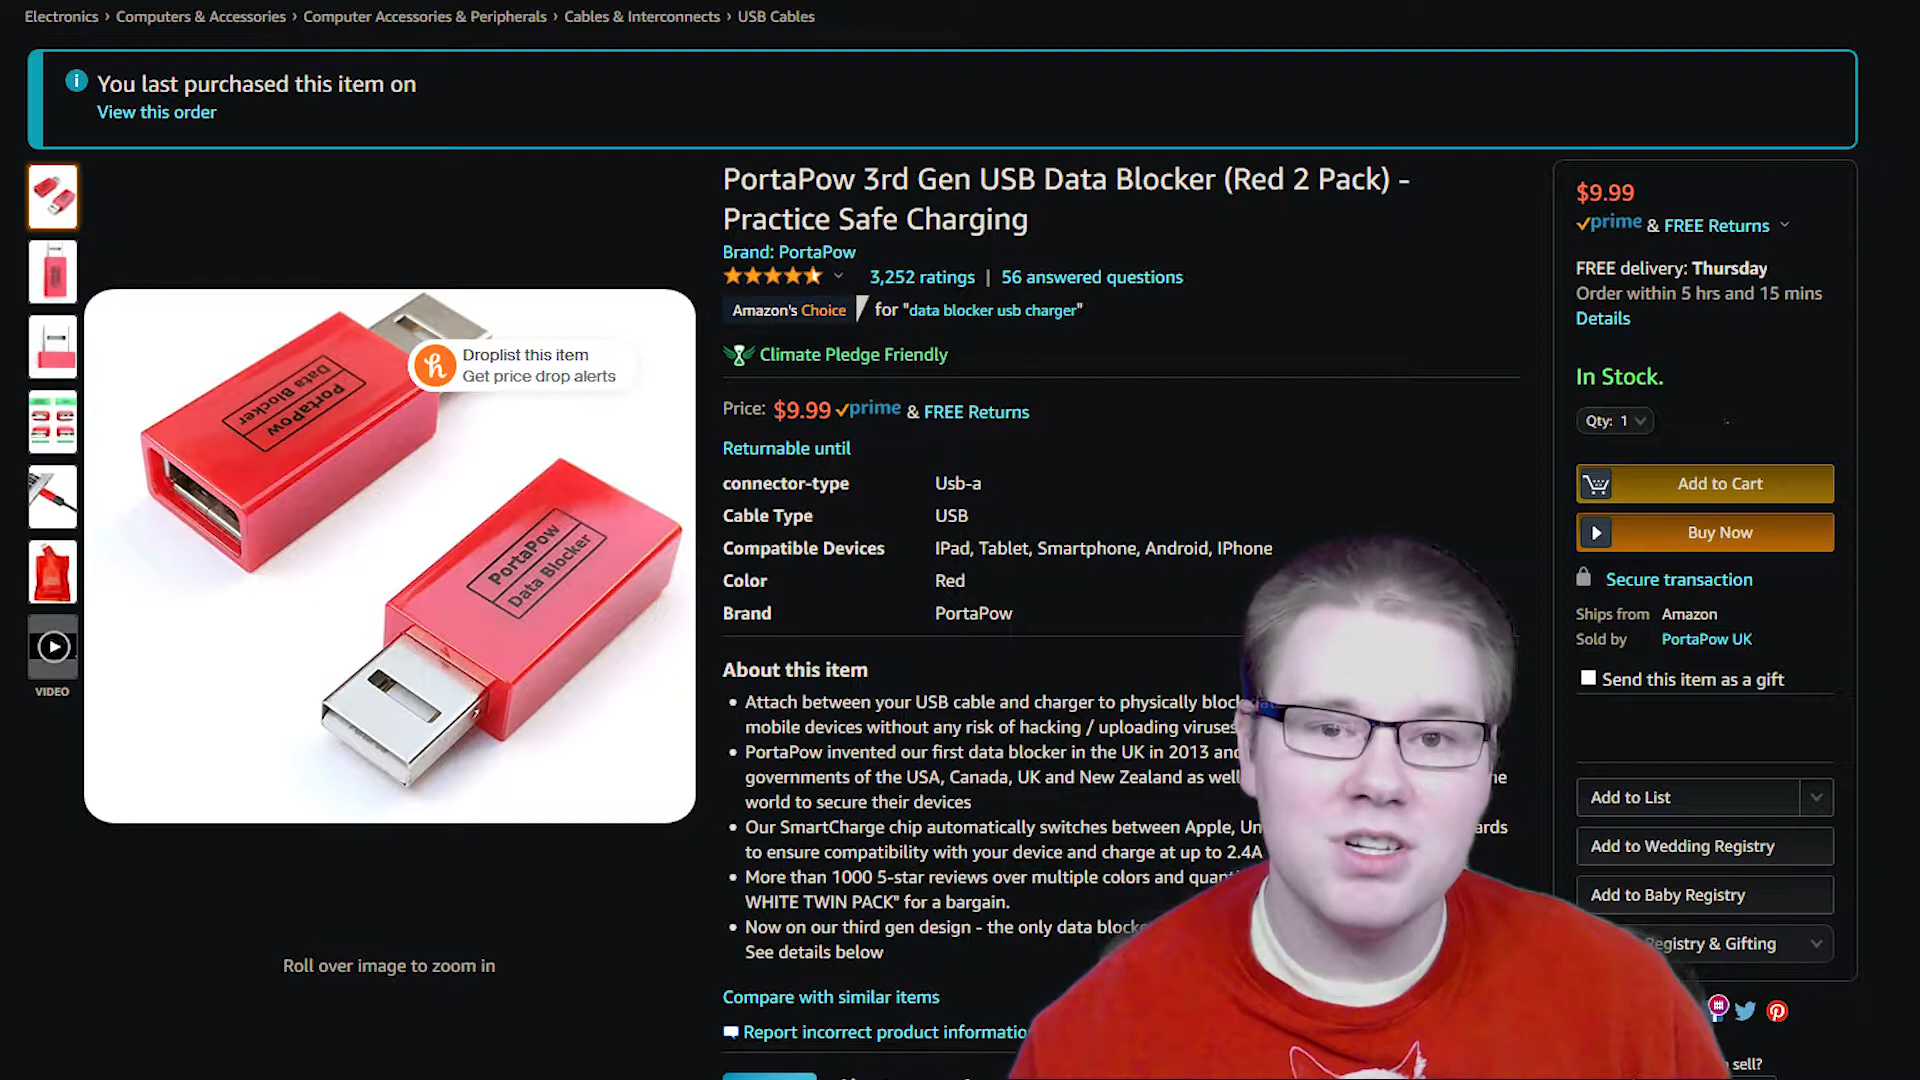 Electronics › Computers & Accessories › Computer Accessories & Peripherals › Cables & Interconnects › USB Cables
You last purchased this item on
View this order
VIDEO
PortaPow
Data Blocker
Droplist this item
Get price drop alerts
PortaPow
Data Blocker
Roll over image to zoom in
PortaPow 3rd Gen USB Data Blocker (Red 2 Pack) -
Practice Safe Charging
Brand: PortaPow
3,252 ratings | 56 answered questions
Amazon's Choice for "data blocker usb charger"
Climate Pledge Friendly
Price: $9.99 prime & FREE Returns
Returnable until
connector-type Usb-a
Cable Type USB
Compatible Devices IPad, Tablet, Smartphone, Android, IPhone
Color Red
Brand PortaPow
About this item
• Attach between your USB cable and charger to physically block
mobile devices without any risk of hacking / uploading viruses
• PortaPow invented our first data blocker in the UK in 2013 and
governments of the USA, Canada, UK and New Zealand as well
world to secure their devices
• Our SmartCharge chip automatically switches between Apple,
to ensure compatibility with your device and charge at up to 2.4A
• More than 1000 5-star reviews over multiple colors and
WHITE TWIN PACK" for a bargain.
• Now on our third gen design - the only data
See details below
Compare with similar items
Report incorrect product
$9.99
prime & FREE Returns
FREE delivery: Thursday
Order within 5 hrs and 15 mins
Details
In Stock.
Qty: 1
Add to Cart
Buy Now
Secure transaction
Ships from Amazon
Sold by PortaPow UK
Send this item as a gift
Add to List
Add to Wedding Registry
Add to Baby Registry
Registry & Gifting
sell?